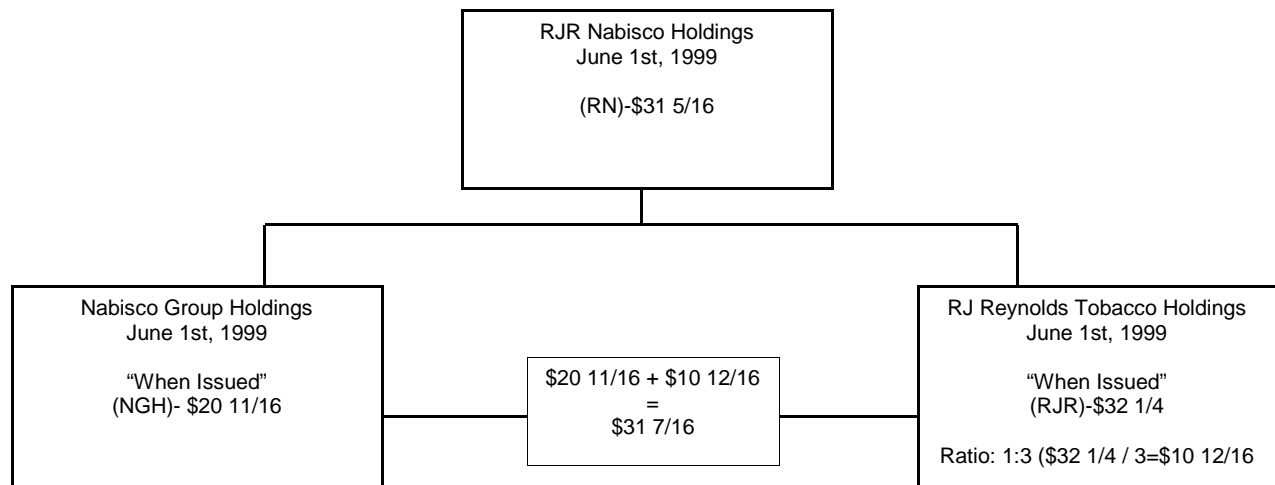 RJR Nabisco Holdings
June 1st, 1999
(RN)-$31 5/16
Nabisco Group Holdings
June 1st, 1999
“When Issued”
(NGH)- $20 11/16
$20 11/16 + $10 12/16
=
$31 7/16
RJ Reynolds Tobacco Holdings
June 1st, 1999
“When Issued”
(RJR)-$32 1/4
Ratio: 1:3 ($32 1/4 / 3=$10 12/16